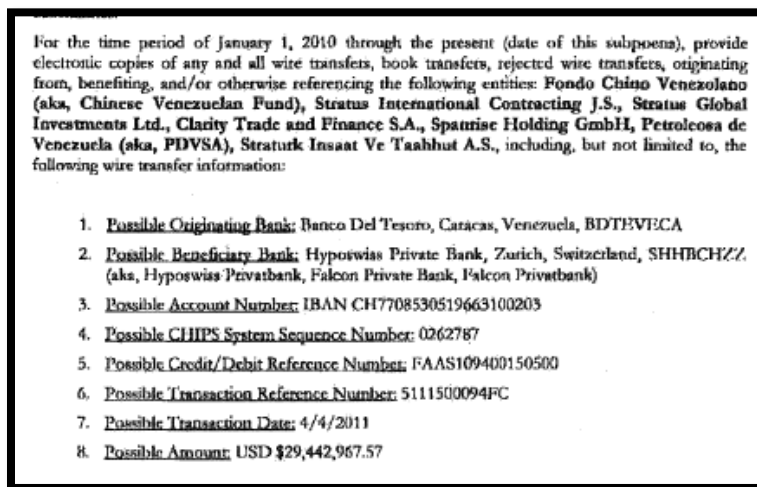 For the time period of January 1, 2010 through the present (date of this subpoena), provide
electronic copies of any and all wire transfers, book transfers, rejected wire transfers, originating
from, benefiting, and/or otherwise referencing the following entities: Fondo Chino Venezolano
(aka, Chinese Venezuelan Fund), Stratus International Contracting J.S., Stratus Global
Investments Ltd., Clarity Trade and Finance S.A., Spanrise Holding GmbH, Petroleosa de
Venezuela (aka, PDVSA), Straturk Insaat Ve Taahhut A.S., including, but not limited to, the
following wire transfer information:
1. Possible Originating Bank: Banco Del Tesoro, Caracas, Venezuela, BDTEVECA
2. Possible Beneficiary Bank: Hyposwiss Private Bank, Zurich, Switzerland, SHHBCHZZ
(aka, Hyposwiss Privatbank, Falcon Private Bank, Falcon Privatbank)
3. Possible Account Number: IBAN CH7708530519663100203
4. Possible CHIPS System Sequence Number: 0262787
5. Possible Credit/Debit Reference Number: FAAS109400150500
6. Possible Transaction Reference Number: 5111500094FC
7. Possible Transaction Date: 4/4/2011
8. Possible Amount: USD $29,442,967.57